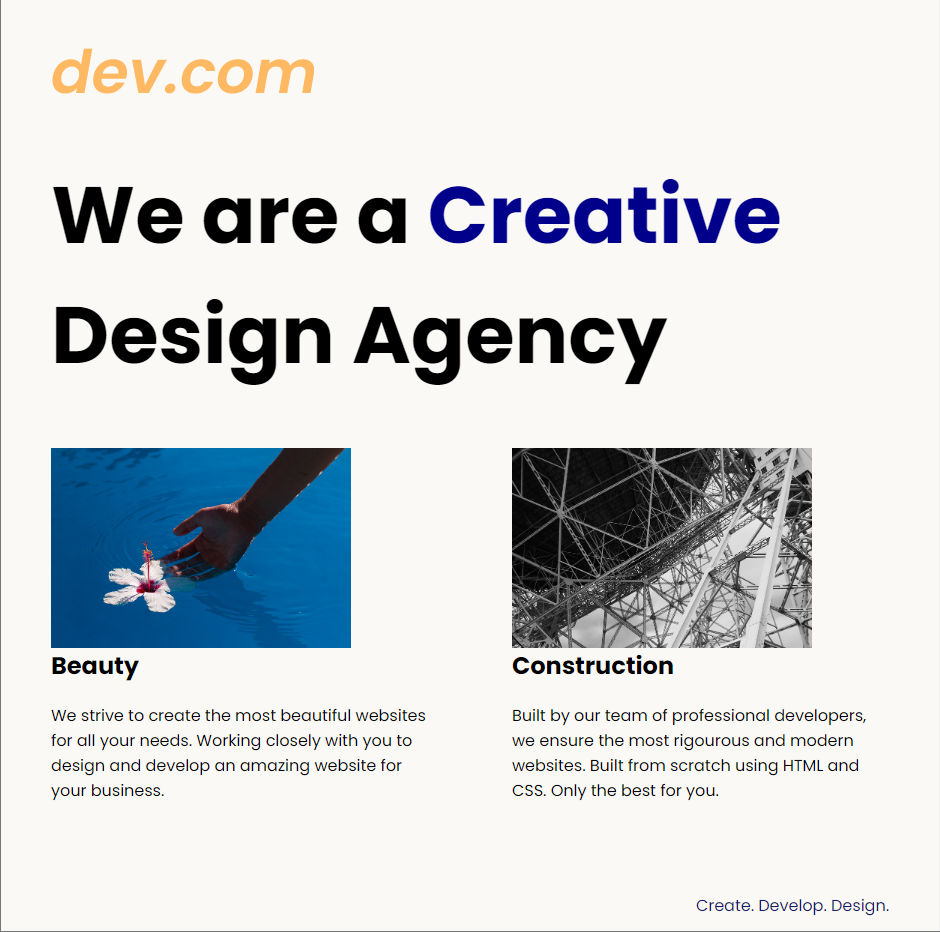 dev.com
We are a Creative
Design Agency
Beauty
We strive to create the most beautiful websites
for all your needs. Working closely with you to
design and develop an amazing website for
your business.
Construction
Built by our team of professional developers,
we ensure the most rigourous and modern
websites. Built from scratch using HTML and
CSS. Only the best for you.
Create. Develop. Design.